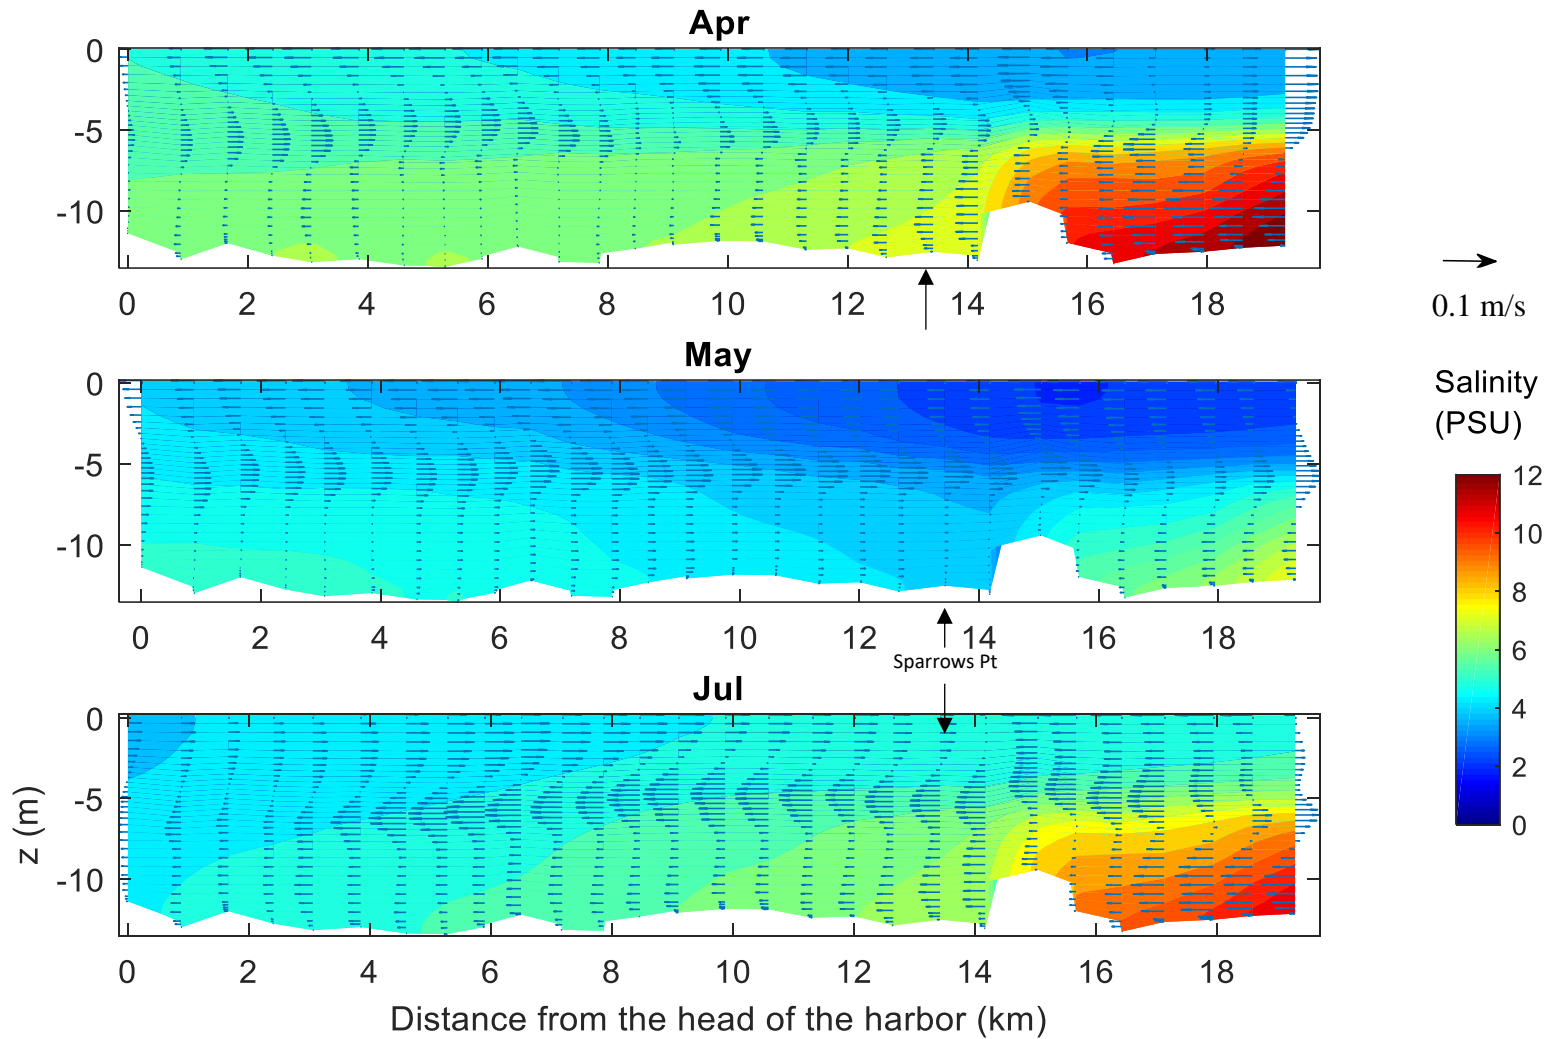 Apr
0
-5
-10
0 2 4 6 8 10 12 14 16 18
0.1 m/s
May
0
-5
-10
0 2 4 6 8 10 12 14 16 18
Sparrows Pt
Salinity
(PSU)
12
10
8
6
4
2
0
Jul
0
-5
-10
z (m)
0 2 4 6 8 10 12 14 16 18
Distance from the head of the harbor (km)